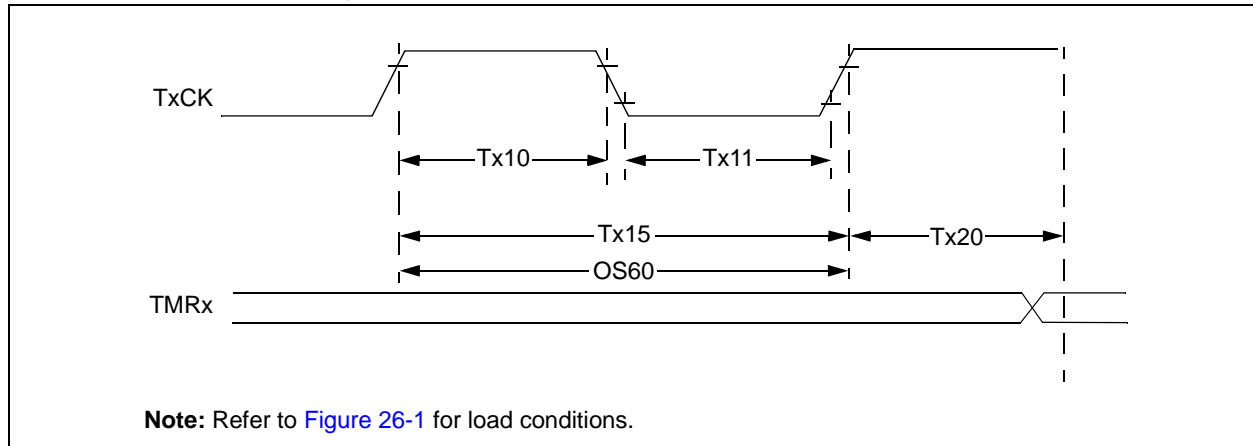 TxCK
Tx10 Tx11
Tx15 Tx20
OS60
TMRx
Note: Refer to Figure 26-1 for load conditions.